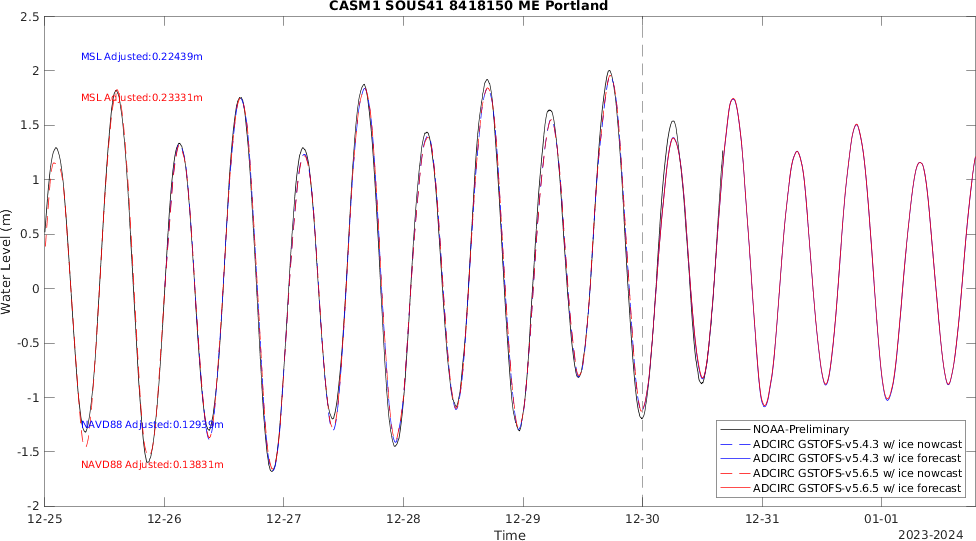 CASM1 SOUS41 8418150 ME Portland
2.5
2
1.5
1
0.5
0
-0.5
-1
-1.5
-2
Water Level (m)
MSL Adjusted:0.22439m
MSL Adjusted:0.23331m
NAVD88 Adjusted:0.12939m
NAVD88 Adjusted:0.13831m
NOAA-Preliminary
ADCIRC GSTOFS-v5.4.3 w/ ice nowcast
ADCIRC GSTOFS-v5.4.3 w/ ice forecast
ADCIRC GSTOFS-v5.6.5 w/ ice nowcast
ADCIRC GSTOFS-v5.6.5 w/ ice forecast
12-25 12-26 12-27 12-28 12-29 12-30 12-31 01-01
Time
2023-2024